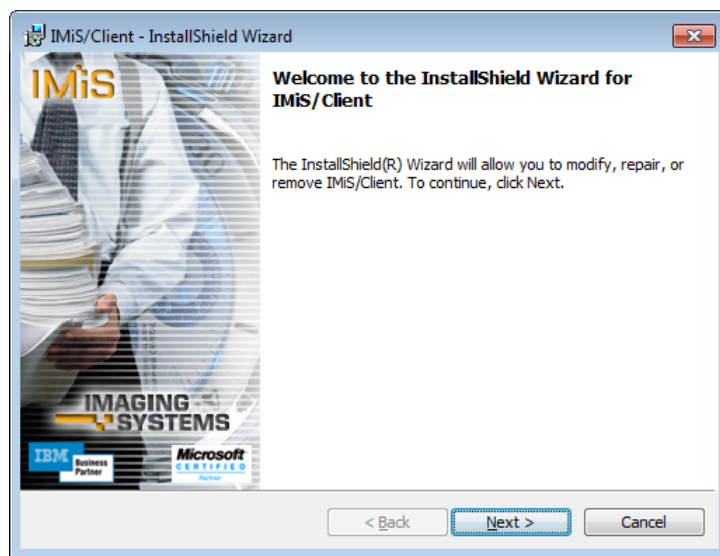 IMiS/Client - InstallShield Wizard
IMiS
Welcome to the InstallShield Wizard for
IMiS/Client
The InstallShield(R) Wizard will allow you to modify, repair, or
remove IMiS/Client. To continue, click Next.
IMAGING
SYSTEMS
IBM Business
Partner
Microsoft
CERTIFIED
Partner
< Back
Next >
Cancel